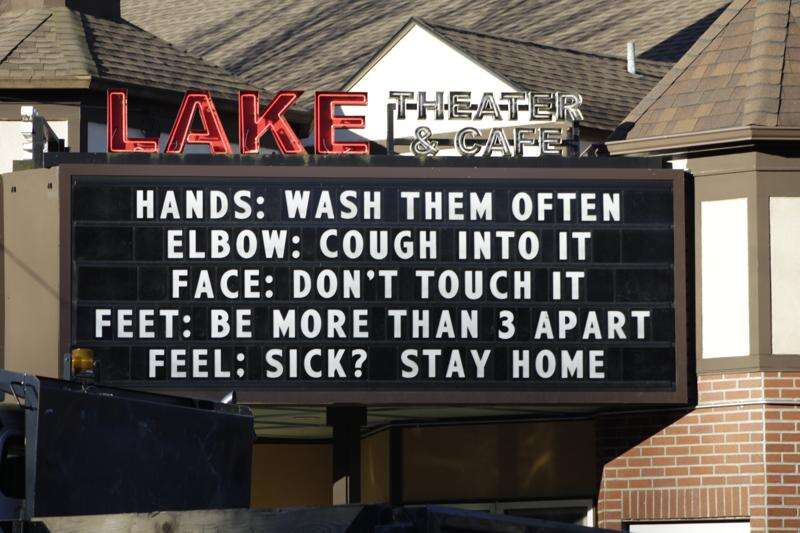 LAKE THEATER
& CAFE
HANDS: WASH THEM OFTEN
ELBOW: COUGH INTO IT
FACE: DON'T TOUCH IT
FEET: BE MORE THAN 3 APART
FEEL: SICK? STAY HOME